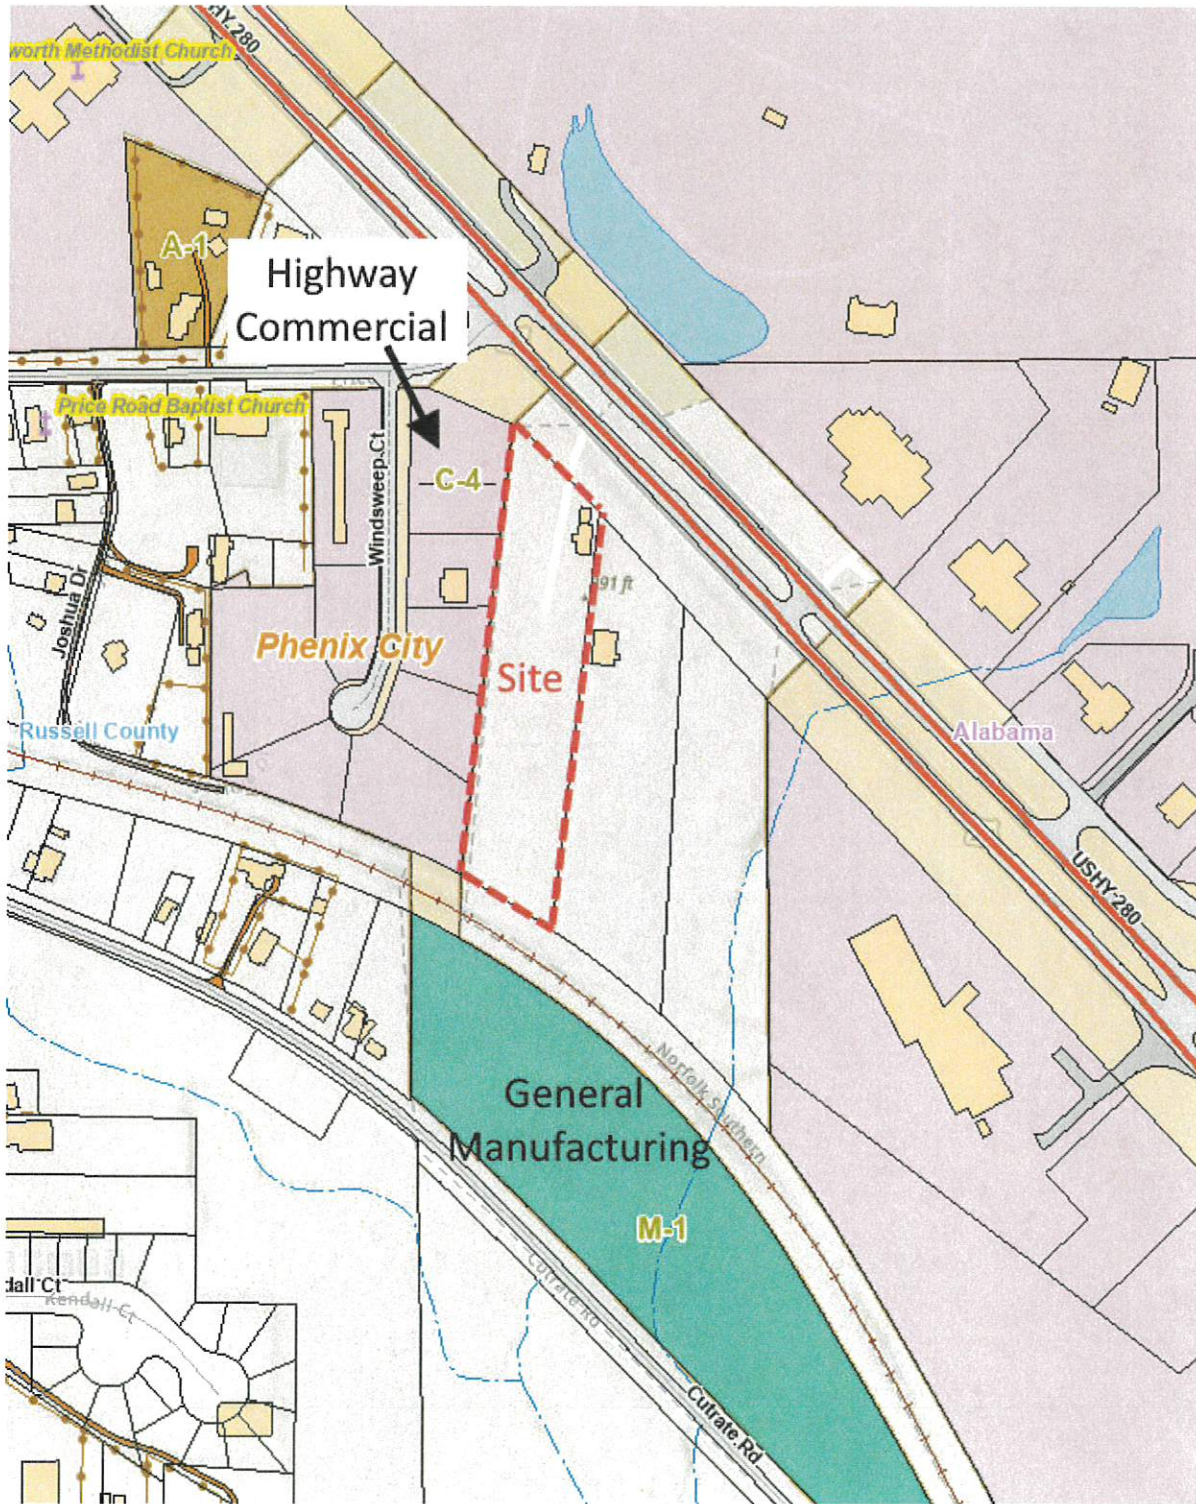 HY-280
worth Methodist Church
A-1
Highway
Commercial
Price Road Baptist Church
C-4
Windsweep Ct
Joshua Dr
991 ft
Phenix City
Site
Russell County
Alabama
USHY-280
Norfolk Southern
General
Manufacturing
M-1
Cutrate Rd
dall Ct
Kendall Ct
Cutrate Rd